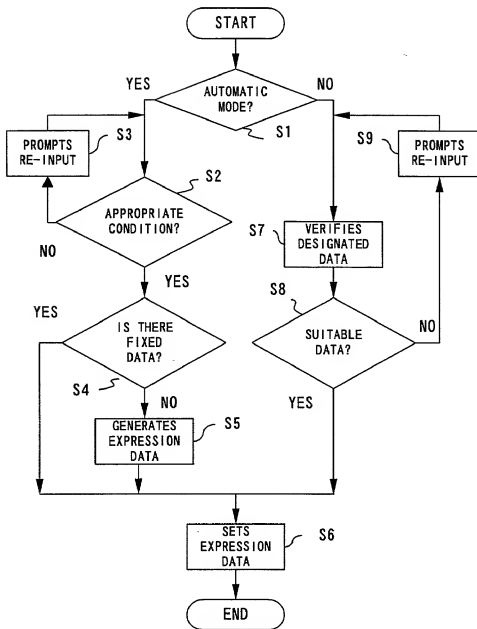 START
YES
AUTOMATIC
MODE?
NO
S1
S3
PROMPTS
RE-INPUT
S9
PROMPTS
RE-INPUT
S2
APPROPRIATE
CONDITION?
NO
YES
S7
VERIFIES
DESIGNATED
DATA
S8
SUITABLE
DATA?
NO
YES
YES
IS THERE
FIXED
DATA?
S4
NO
GENERATES
EXPRESSION
DATA
S5
SETS
EXPRESSION
DATA
S6
END